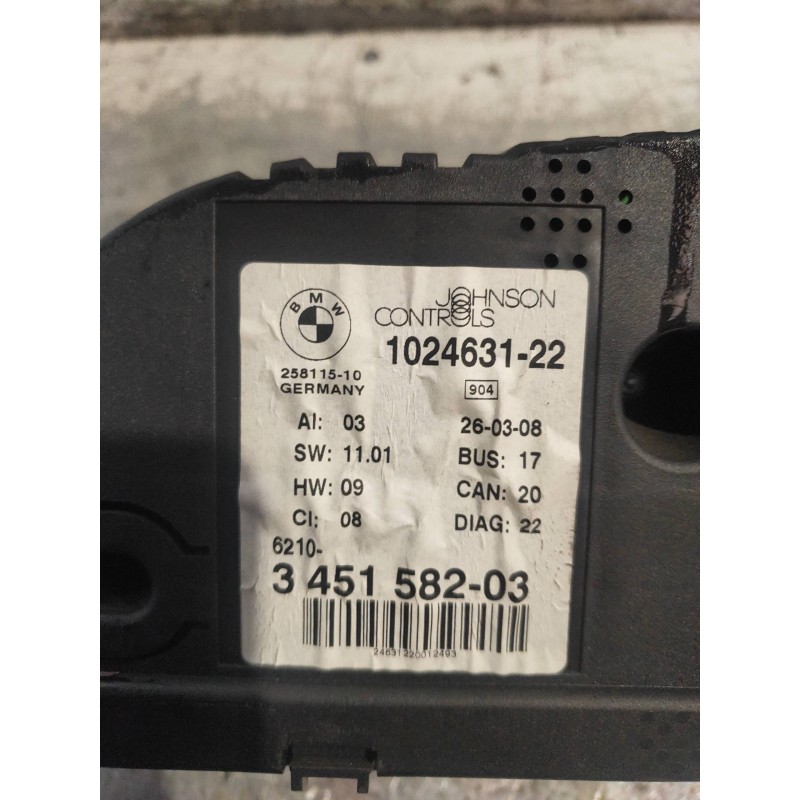 BMW
JOHNSON
CONTROLS
1024631-22
258115-10
GERMANY
904
AI: 03
26-03-08
SW: 11.01
BUS: 17
HW: 09
CAN: 20
CI: 08
DIAG: 22
6210-
3 451 582-03
24631220012493